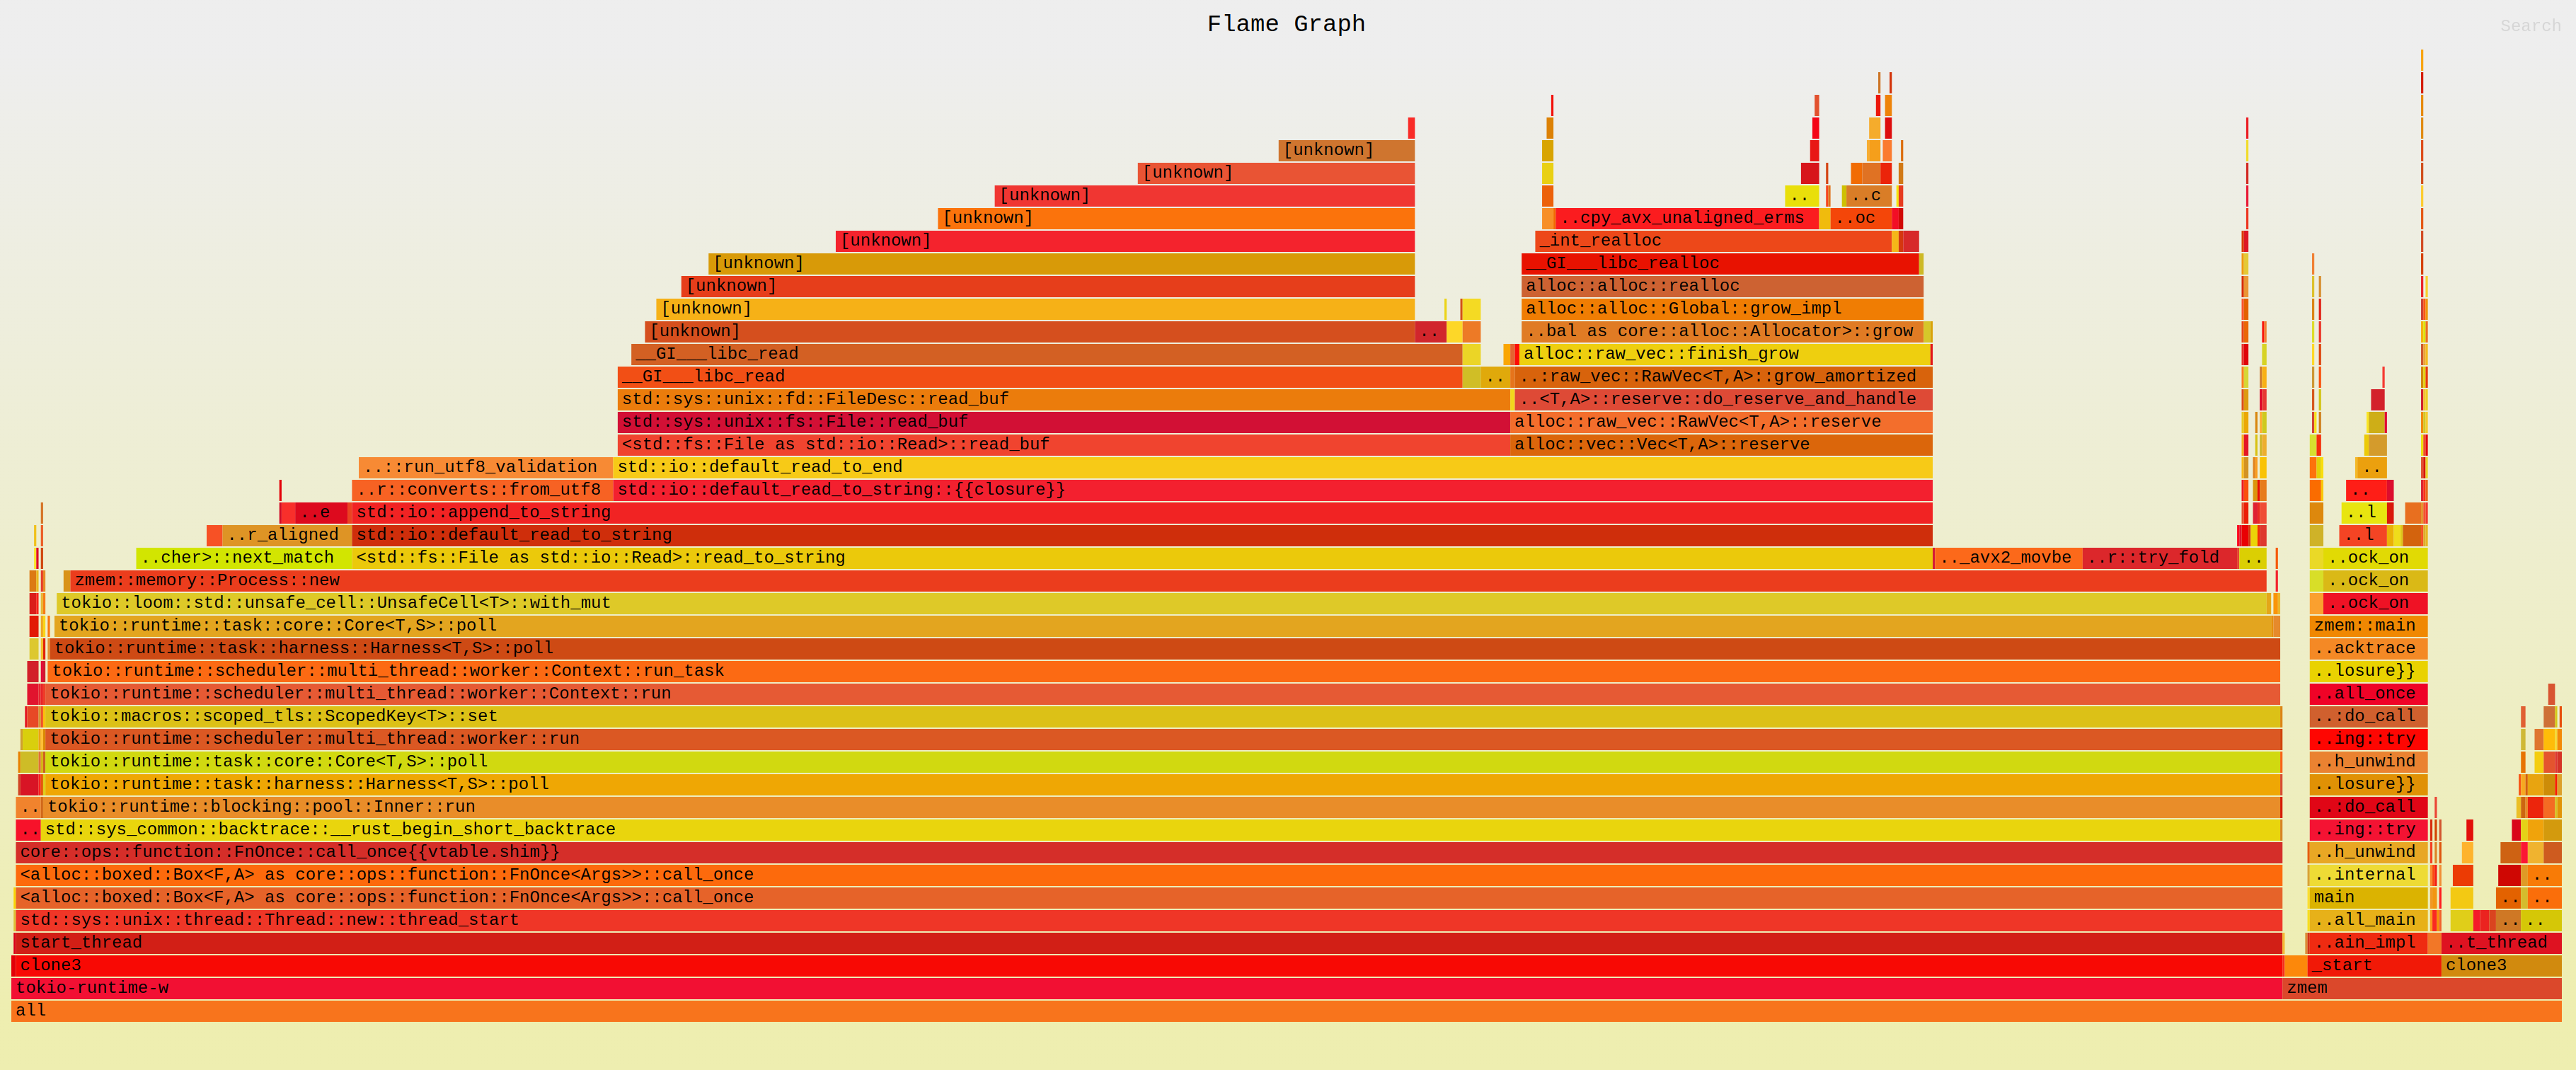 Flame Graph
Search
[unknown]
[unknown]
[unknown] .. ..c
[unknown] ..cpy_avx_unaligned_erms ..oc
[unknown] _int_realloc
[unknown] __GI___libc_realloc
[unknown] alloc::alloc::realloc
[unknown] alloc::alloc::Global::grow_impl
[unknown] .. ..bal as core::alloc::Allocator>::grow
__GI___libc_read alloc::raw_vec::finish_grow
__GI___libc_read .. ..:raw_vec::RawVec<T,A>::grow_amortized
std::sys::unix::fd::FileDesc::read_buf ..<T,A>::reserve::do_reserve_and_handle
std::sys::unix::fs::File::read_buf alloc::raw_vec::RawVec<T,A>::reserve
<std::fs::File as std::io::Read>::read_buf alloc::vec::Vec<T,A>::reserve
..::run_utf8_validation std::io::default_read_to_end ..
..r::converts::from_utf8 std::io::default_read_to_string::{{closure}} ..
..e std::io::append_to_string ..l
..r_aligned std::io::default_read_to_string ..l
..cher>::next_match <std::fs::File as std::io::Read>::read_to_string .._avx2_movbe ..r::try_fold .. ..ock_on
zmem::memory::Process::new ..ock_on
tokio::loom::std::unsafe_cell::UnsafeCell<T>::with_mut ..ock_on
tokio::runtime::task::core::Core<T,S>::poll zmem::main
tokio::runtime::task::harness::Harness<T,S>::poll ..acktrace
tokio::runtime::scheduler::multi_thread::worker::Context::run_task ..losure}}
tokio::runtime::scheduler::multi_thread::worker::Context::run ..all_once
tokio::macros::scoped_tls::ScopedKey<T>::set ..:do_call
tokio::runtime::scheduler::multi_thread::worker::run ..ing::try
tokio::runtime::task::core::Core<T,S>::poll ..h_unwind
tokio::runtime::task::harness::Harness<T,S>::poll ..losure}}
.. tokio::runtime::blocking::pool::Inner::run ..:do_call
.. std::sys_common::backtrace::__rust_begin_short_backtrace ..ing::try
core::ops::function::FnOnce::call_once{{vtable.shim}} ..h_unwind
<alloc::boxed::Box<F,A> as core::ops::function::FnOnce<Args>>::call_once ..internal ..
<alloc::boxed::Box<F,A> as core::ops::function::FnOnce<Args>>::call_once main .. ..
std::sys::unix::thread::Thread::new::thread_start ..all_main .. ..
start_thread ..ain_impl ..t_thread
clone3 _start clone3
tokio-runtime-w zmem
all